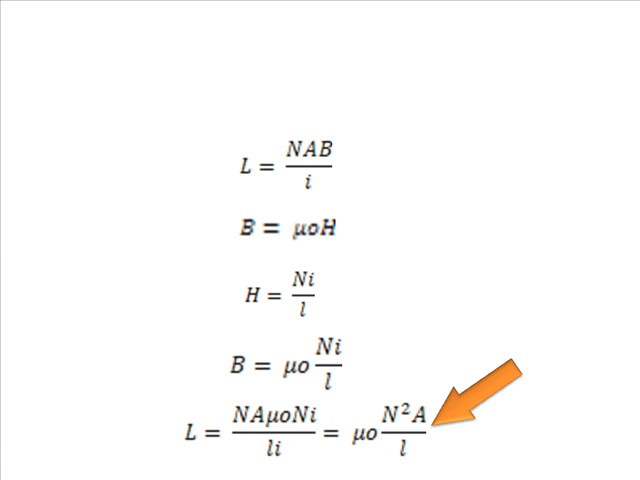 L = NAB/i
B = μoH
H = Ni/l
B = μo Ni/l
L = NAμoNi/li = μo N²A/l